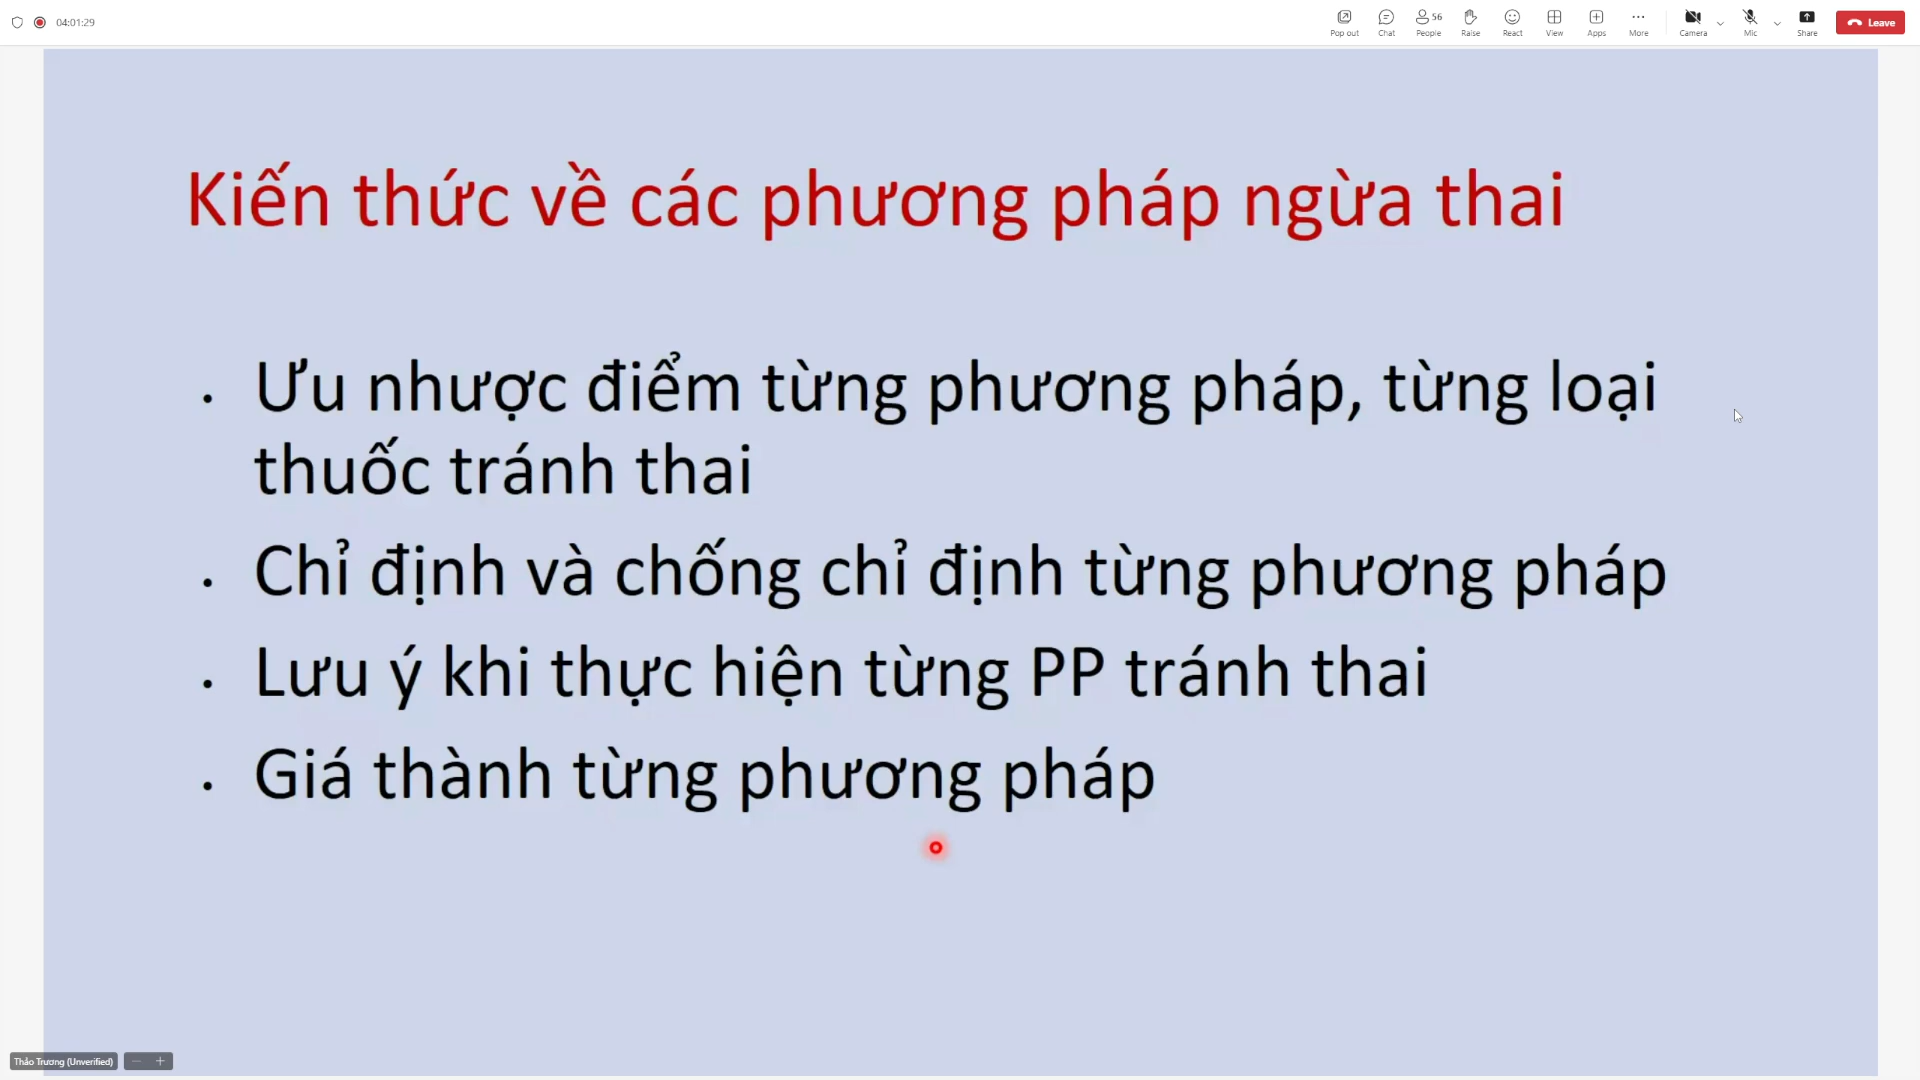 04:01:29
Pop out
Chat
56
People
Raise
React
View
Apps
More
Camera
Mic
Share
Leave
Kiến thức về các phương pháp ngừa thai
• Ưu nhược điểm từng phương pháp, từng loại
thuốc tránh thai
• Chỉ định và chống chỉ định từng phương pháp
• Lưu ý khi thực hiện từng PP tránh thai
• Giá thành từng phương pháp
Thảo Trương (Unverified)